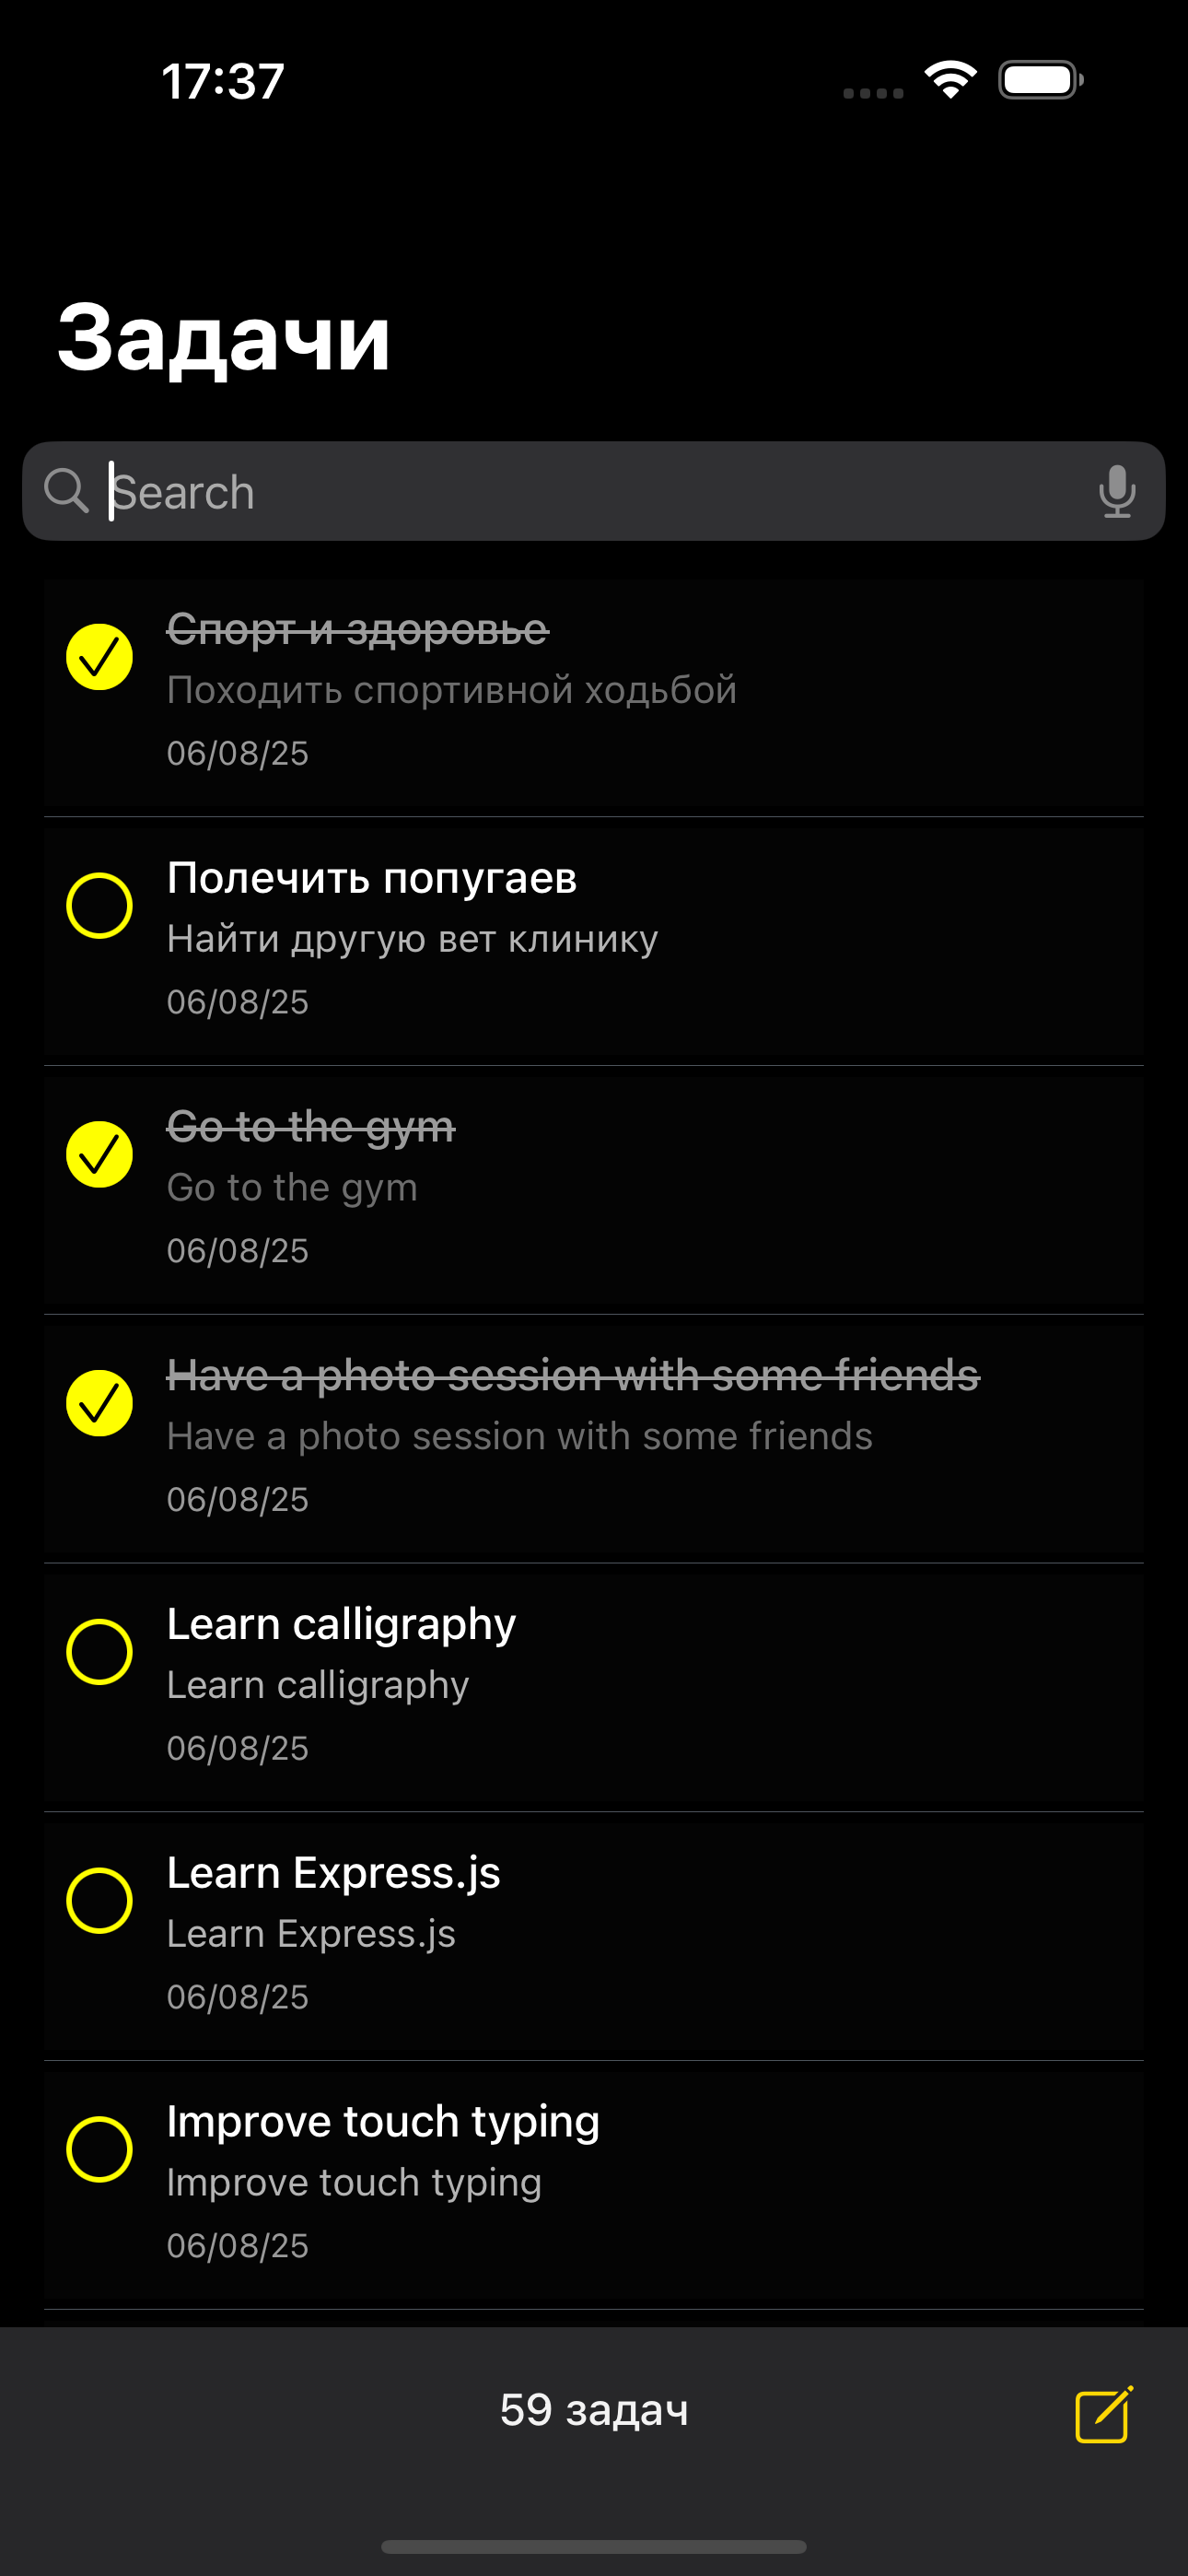 17:37
Задачи
Search
Спорт и здоровье
Походить спортивной ходьбой
06/08/25
Полечить попугаев
Найти другую вет клинику
06/08/25
Go to the gym
Go to the gym
06/08/25
Have a photo session with some friends
Have a photo session with some friends
06/08/25
Learn calligraphy
Learn calligraphy
06/08/25
Learn Express.js
Learn Express.js
06/08/25
Improve touch typing
Improve touch typing
06/08/25
59 задач